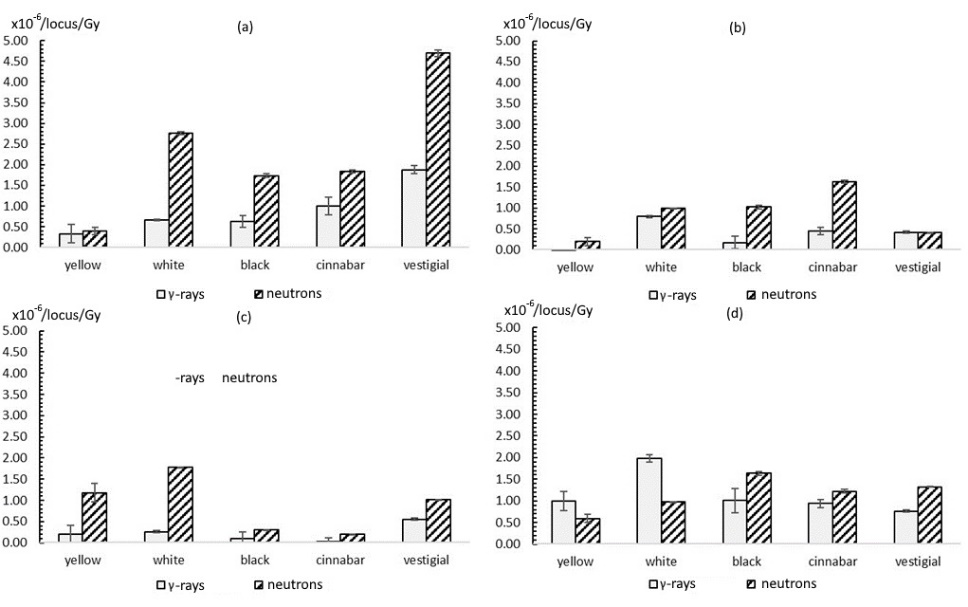 x10-6/locus/Gy
(a)
5.00
4.50
4.00
3.50
3.00
2.50
2.00
1.50
1.00
0.50
0.00
yellow white black cinnabar vestigial
γ-rays neutrons
x10-6/locus/Gy
(b)
5.00
4.50
4.00
3.50
3.00
2.50
2.00
1.50
1.00
0.50
0.00
yellow white black cinnabar vestigial
γ-rays neutrons
x10-6/locus/Gy
(c)
5.00
4.50
4.00
3.50
3.00
2.50
2.00
1.50
1.00
0.50
0.00
-rays neutrons
yellow white black cinnabar vestigial
γ-rays neutrons
x10-6/locus/Gy
(d)
5.00
4.50
4.00
3.50
3.00
2.50
2.00
1.50
1.00
0.50
0.00
yellow white black cinnabar vestigial
γ-rays neutrons